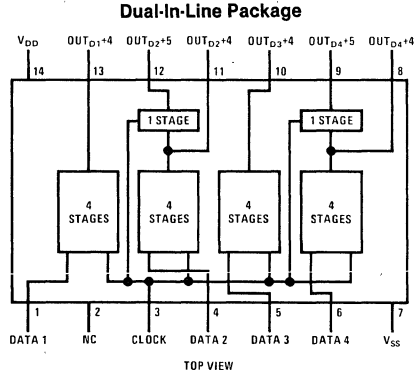 Dual-In-Line Package
VDD OUTD1+4 OUTD2+5 OUTD2+4 OUTD3+4 OUTD4+5 OUTD4+4
14 13 12 11 10 9 8
1 STAGE 1 STAGE
4 STAGES 4 STAGES 4 STAGES 4 STAGES
1 2 3 4 5 6 7
DATA 1 NC CLOCK DATA 2 DATA 3 DATA 4 VSS
TOP VIEW